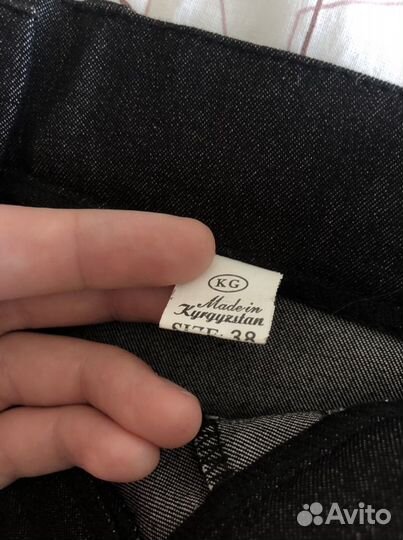 KG
Made in
Kyrgyzstan
SIZE: 38
Avito